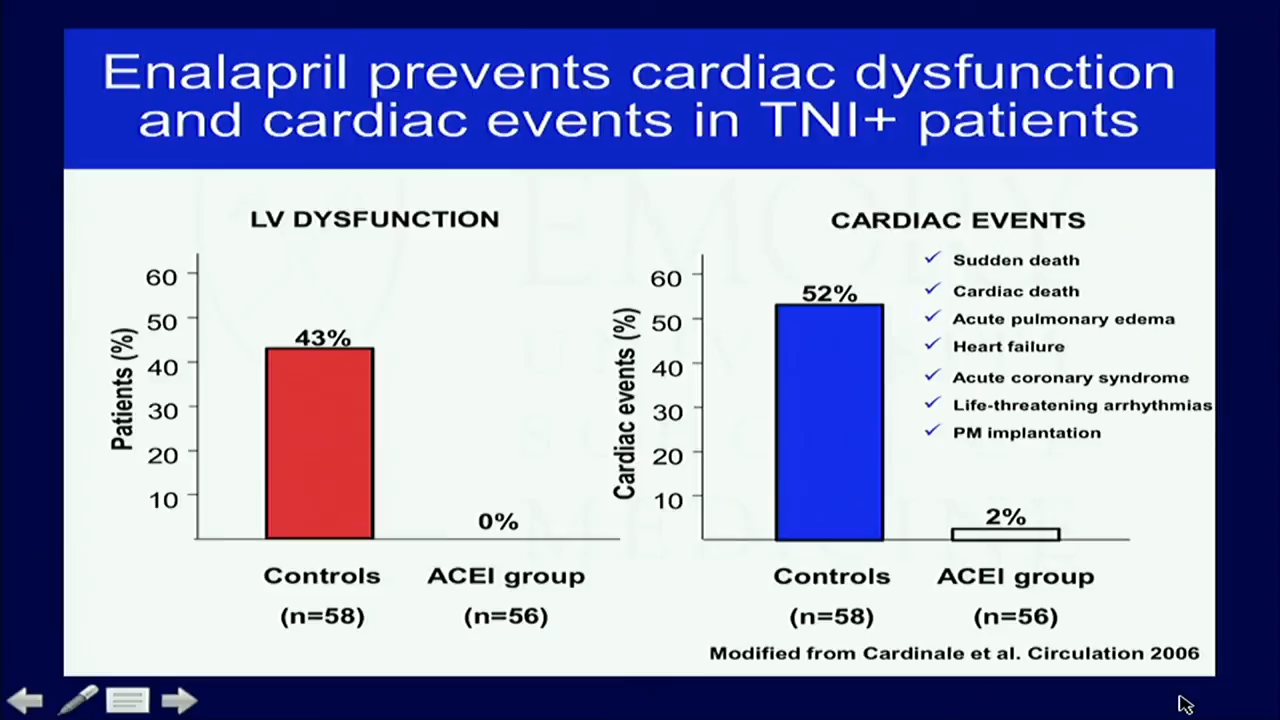 Enalapril prevents cardiac dysfunction
and cardiac events in TNI+ patients
LV DYSFUNCTION
Patients (%)
60
50
40
30
20
10
43%
0%
Controls
ACEI group
(n=58)
(n=56)
CARDIAC EVENTS
Sudden death
Cardiac death
Acute pulmonary edema
Heart failure
Acute coronary syndrome
Life-threatening arrhythmias
PM implantation
Cardiac events (%)
60
50
40
30
20
10
52%
2%
Controls
ACEI group
(n=58)
(n=56)
Modified from Cardinale et al. Circulation 2006
EMORY
MEDICINE